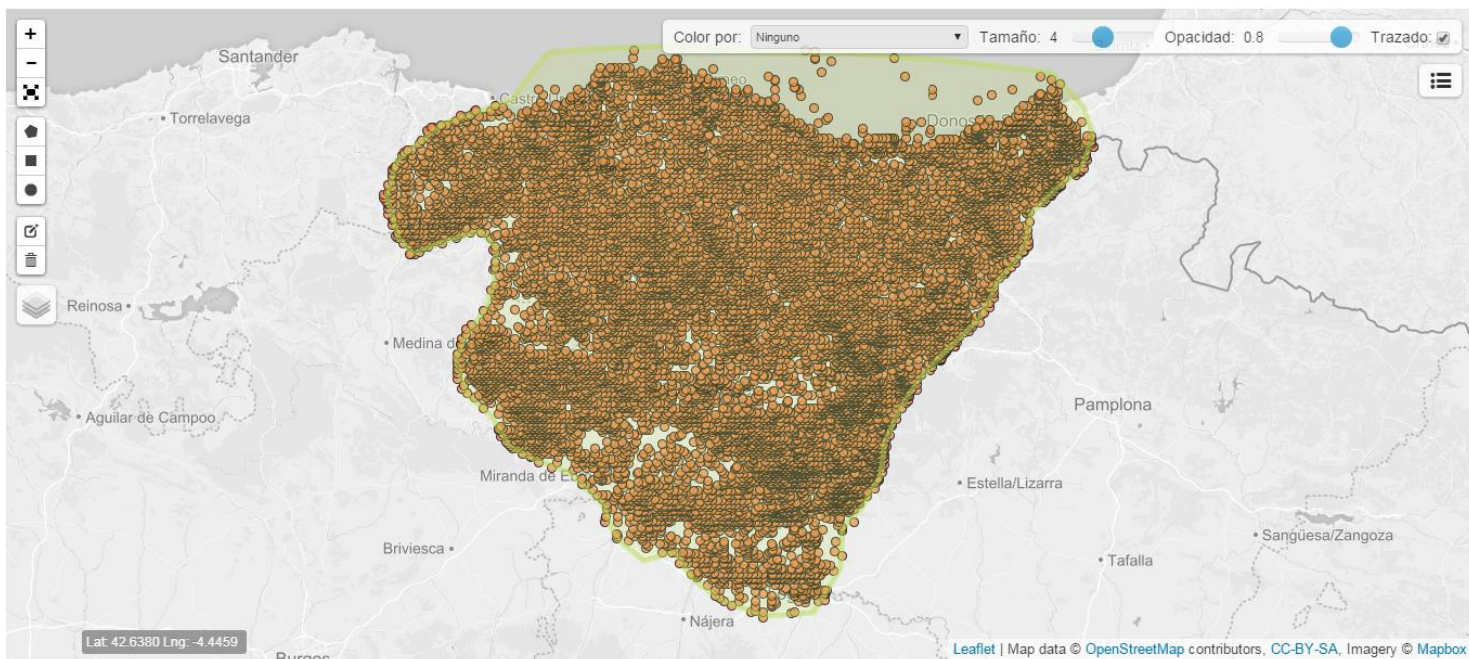 +
Santander
Color por: Ninguno Tamaño: 4 Opacidad: 0.8 Trazado:
−
Torrelavega
Donos
Reinosa
Medina d
Pamplona
Aguilar de Campoo
Miranda de E
Estella/Lizarra
Sangüesa/Zangoza
Briviesca
Tafalla
Nájera
Lat: 42.6380 Lng: -4.4459
Burgos
Leaflet | Map data © OpenStreetMap contributors, CC-BY-SA, Imagery © Mapbox